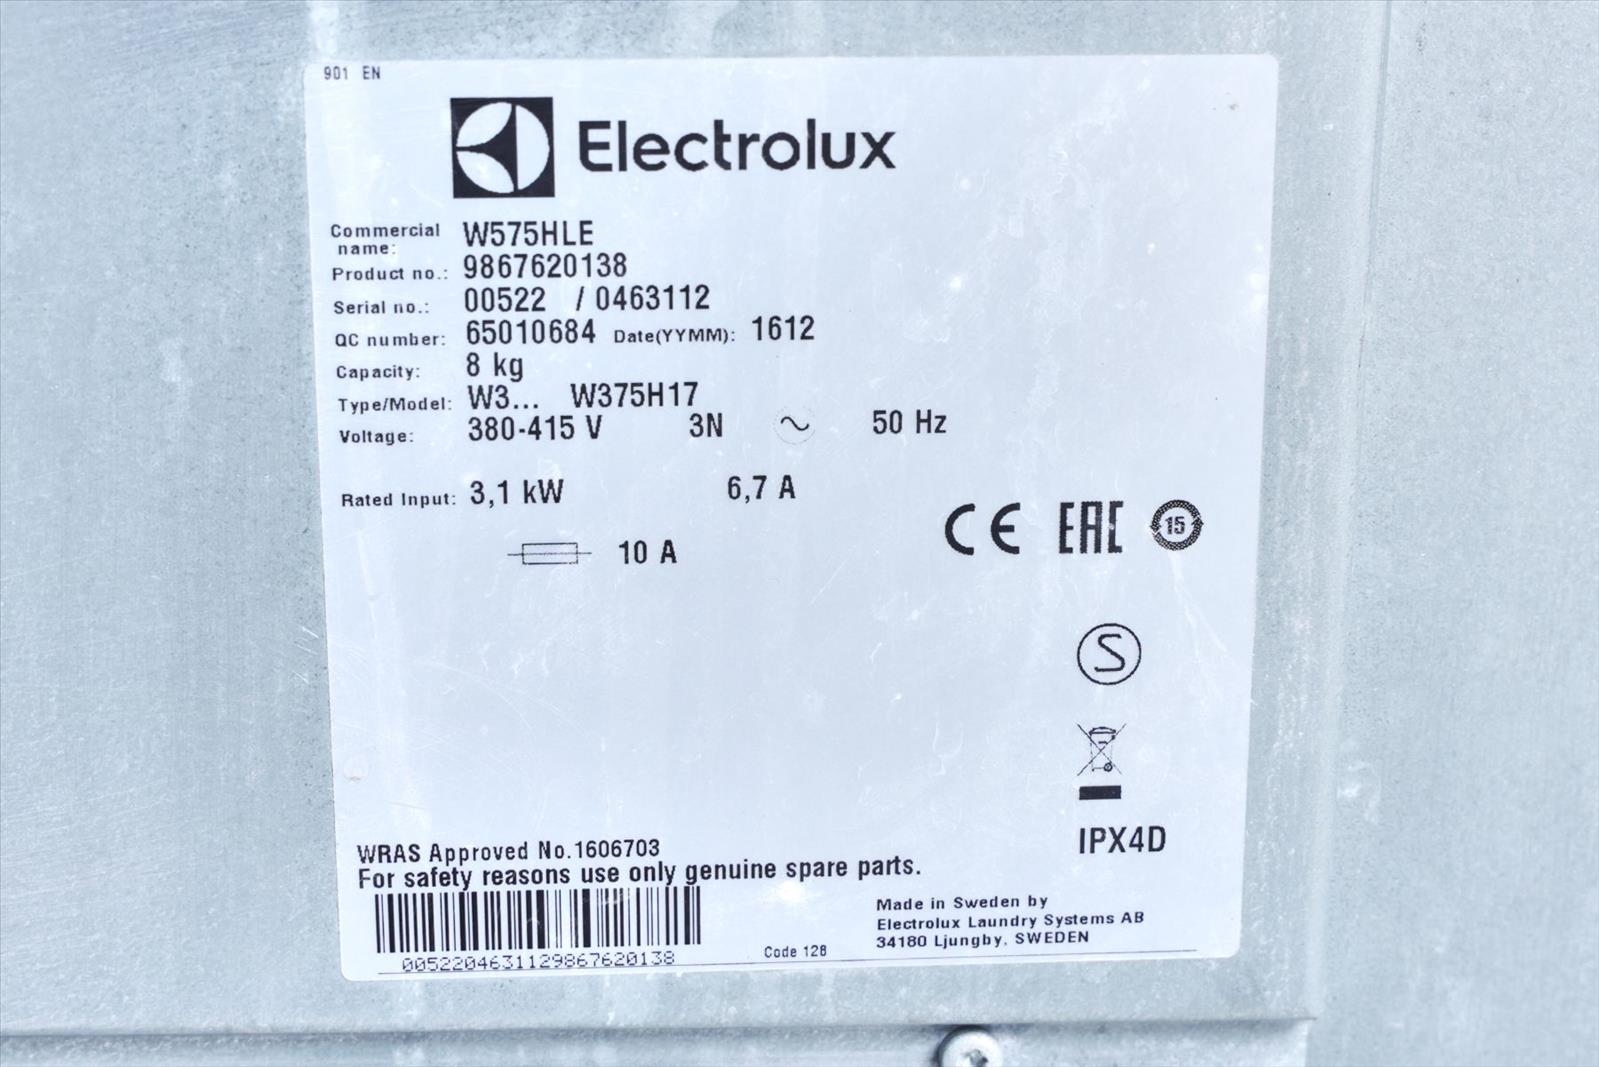 901 EN
Electrolux
Commercial name: W575HLE
Product no.: 9867620138
Serial no.: 00522 / 0463112
QC number: 65010684 Date(YYMM): 1612
Capacity: 8 kg
Type/Model: W3... W375H17
Voltage: 380-415 V 3N ~ 50 Hz
Rated Input: 3,1 kW 6,7 A
CE EAC 15
10 A
S
IPX4D
WRAS Approved No.1606703
For safety reasons use only genuine spare parts.
0052204631129867620138
Code 128
Made in Sweden by
Electrolux Laundry Systems AB
34180 Ljungby, SWEDEN